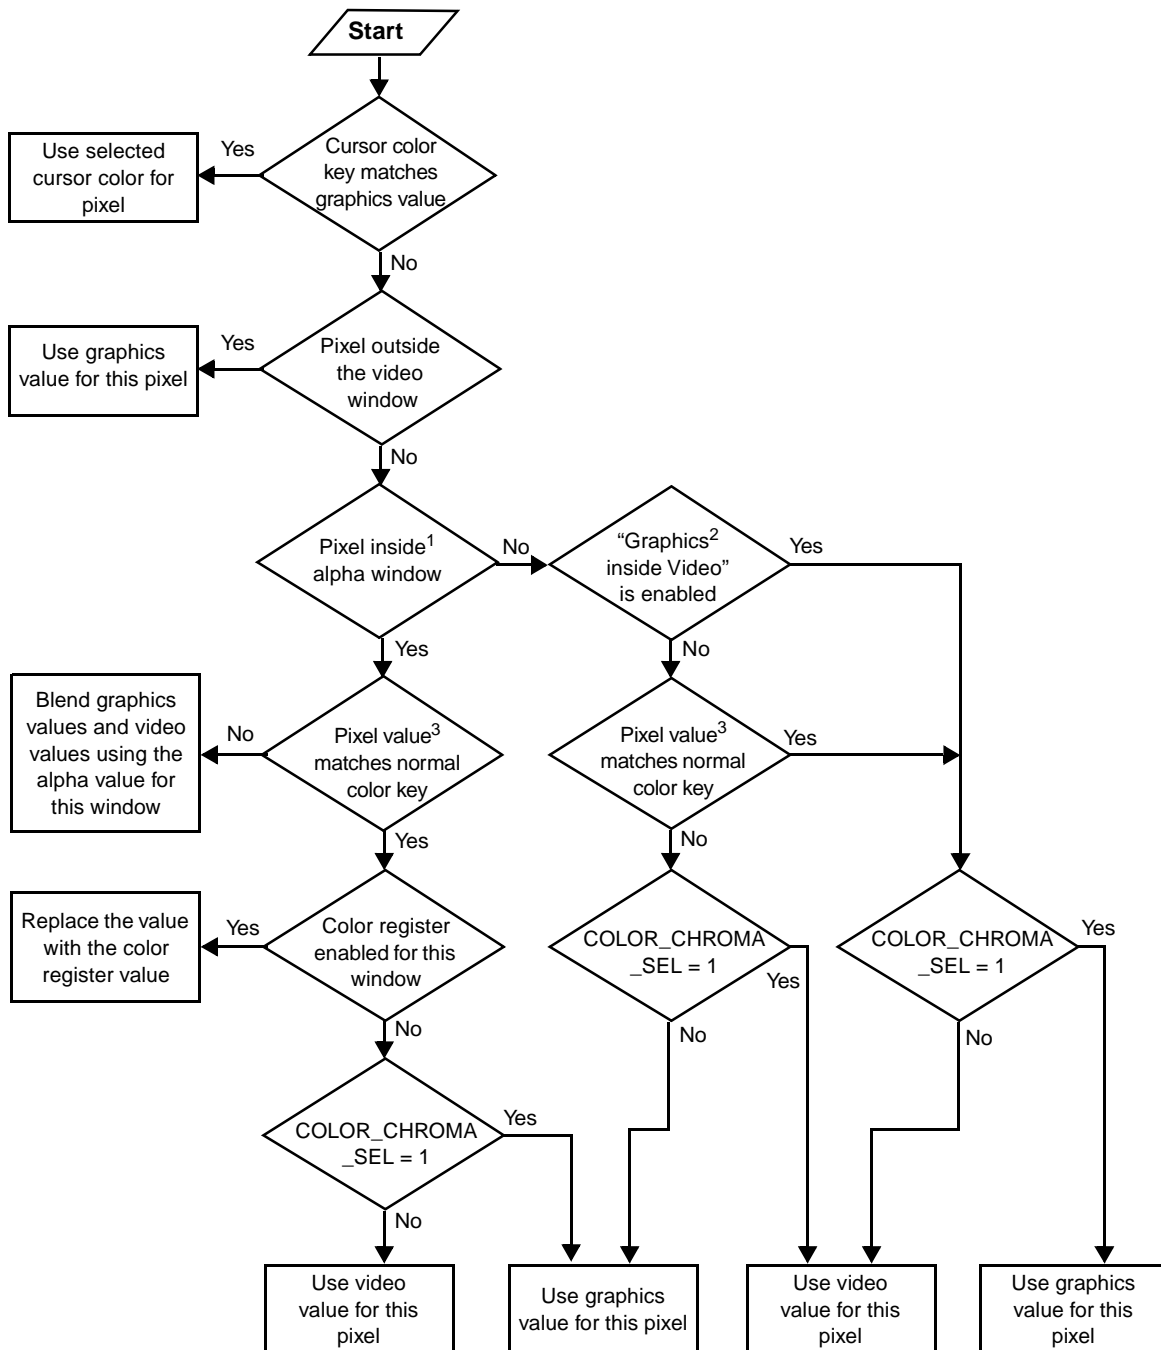 Start
Cursor color
key matches
graphics value
Yes
Use selected
cursor color for
pixel
No
Pixel outside
the video
window
Yes
Use graphics
value for this pixel
No
Pixel inside1
alpha window
No
“Graphics2
inside Video”
is enabled
Yes
Yes
No
Blend graphics
values and video
values using the
alpha value for
this window
No
Pixel value3
matches normal
color key
Pixel value3
matches normal
color key
Yes
Yes
No
Replace the value
with the color
register value
Yes
Color register
enabled for this
window
COLOR_CHROMA
_SEL = 1
Yes
COLOR_CHROMA
_SEL = 1
Yes
No
No
No
COLOR_CHROMA
_SEL = 1
Yes
No
Use video
value for this
pixel
Use graphics
value for this pixel
Use video
value for this
pixel
Use graphics
value for this
pixel